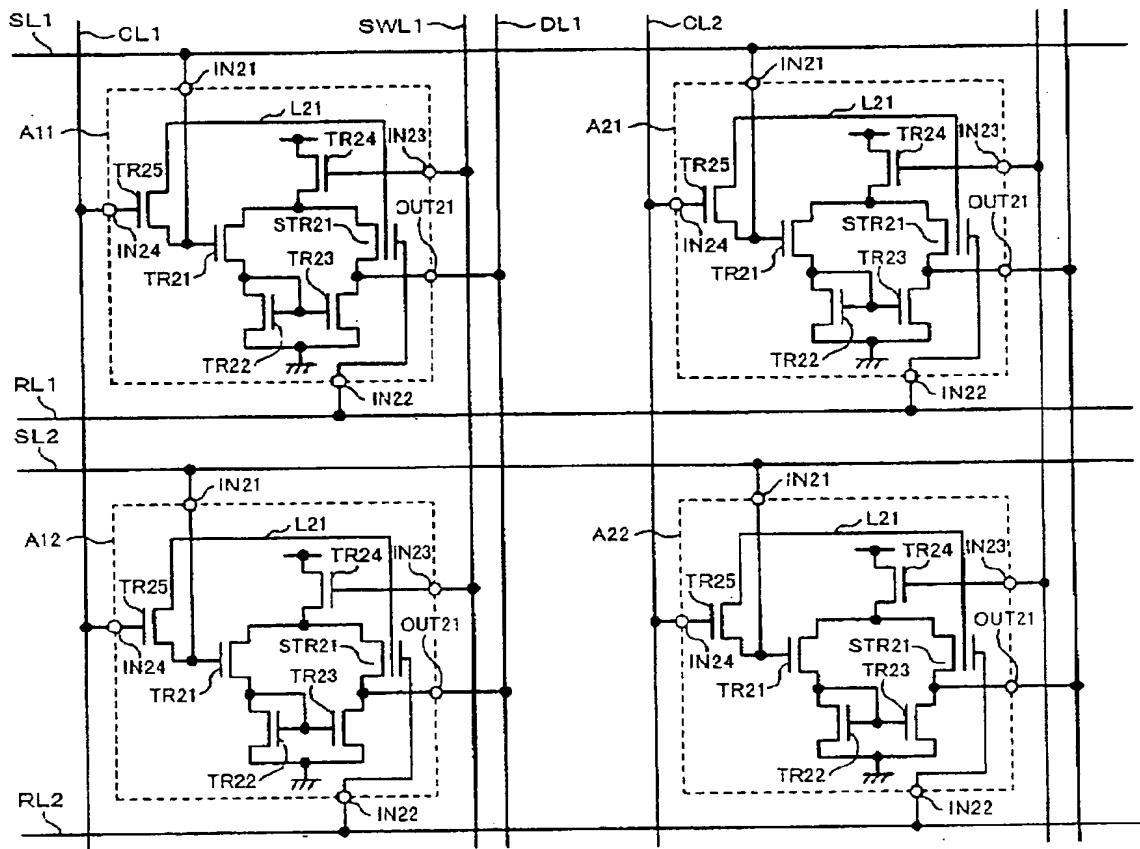 SL1 CL1 SWL1 DL1 CL2
IN21 IN21
A11 L21 TR24 IN23 A21 L21 TR24 IN23
TR25 TR25
STR21 OUT21 STR21 OUT21
IN24 TR21 TR23 IN24 TR21 TR23
TR22 TR22
RL1 IN22 IN22
SL2
IN21 IN21
A12 L21 TR24 IN23 A22 L21 TR24 IN23
TR25 TR25
STR21 OUT21 STR21 OUT21
IN24 TR21 TR23 IN24 TR21 TR23
TR22 TR22
RL2 IN22 IN22